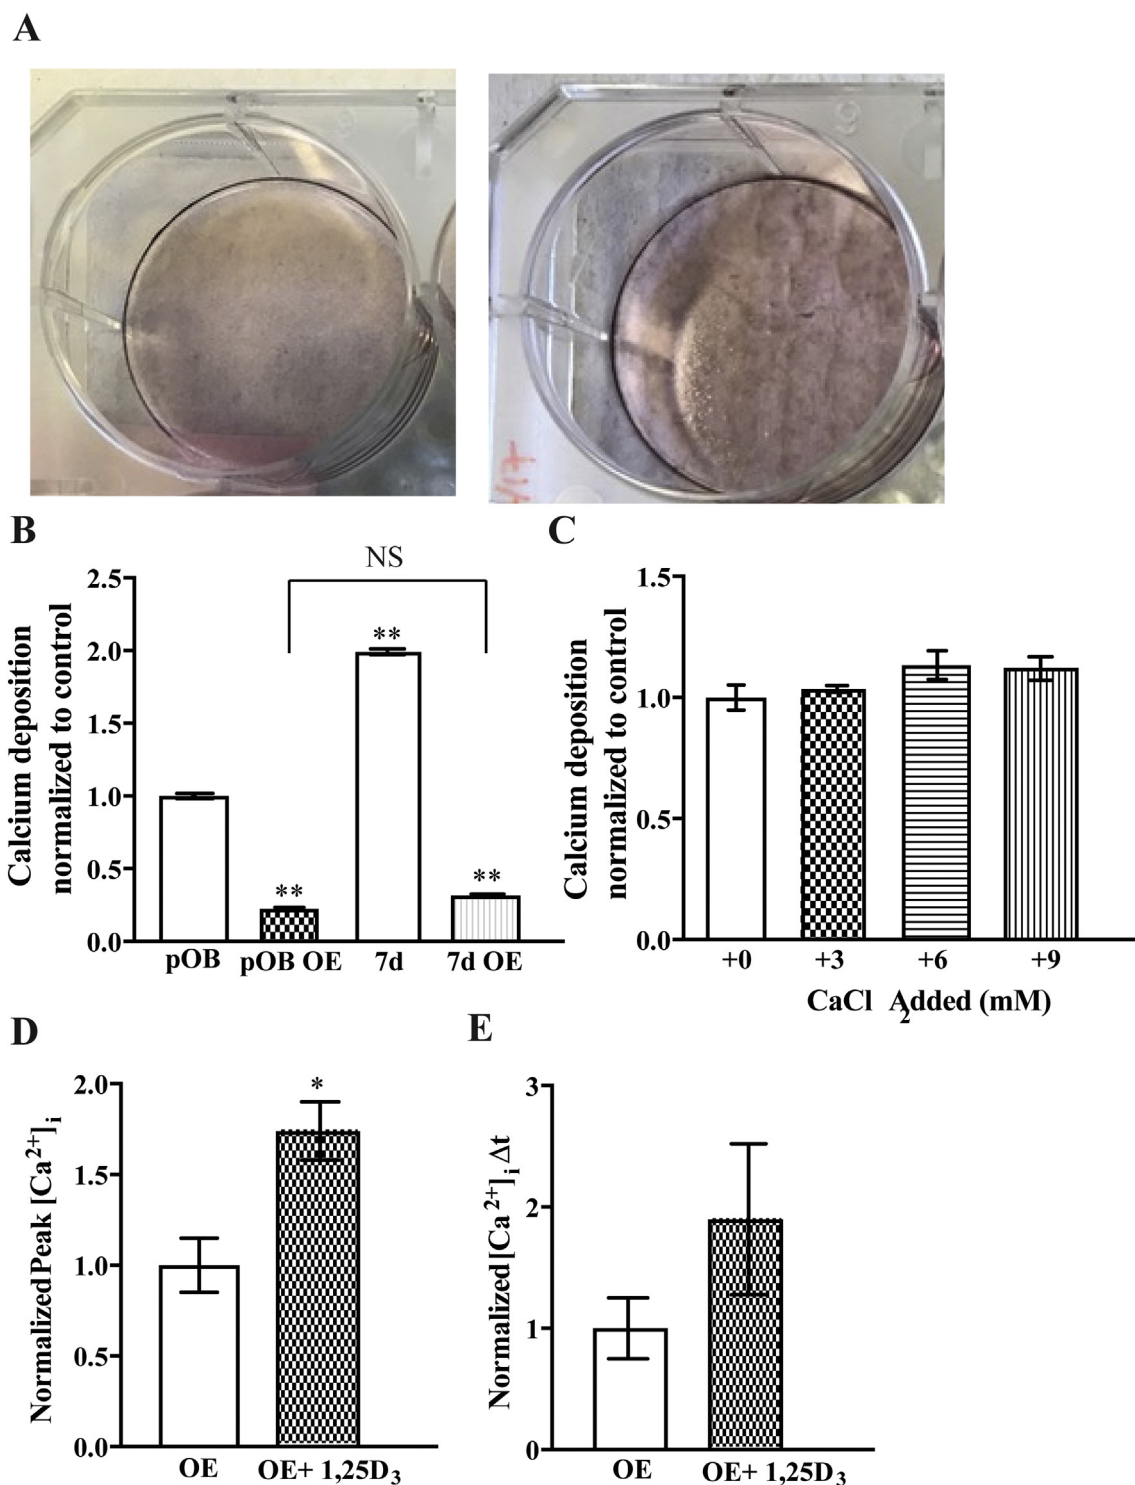 A
B
NS
Calcium deposition
normalized to control
2.5
2.0
1.5
1.0
0.5
0.0
**
**
**
pOB
pOB OE
7d
7d OE
C
Calcium deposition
normalized to control
1.5
1.0
0.5
0.0
+0
+3
+6
+9
CaCl2 Added (mM)
D
Normalized Peak [Ca2+]i
2.0
1.5
1.0
0.5
0.0
*
OE
OE+ 1,25D3
E
Normalized [Ca2+]i Δt
3
2
1
0
OE
OE+ 1,25D3